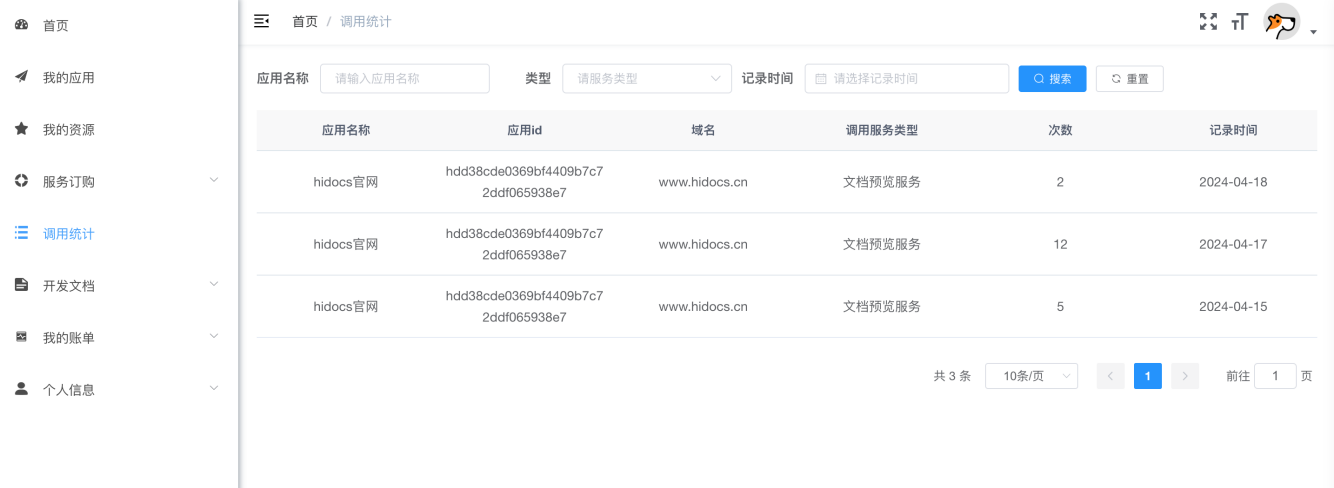 首页
我的应用
我的资源
服务订购
调用统计
开发文档
我的账单
个人信息
首页 / 调用统计
应用名称 请输入应用名称 类型 请服务类型 记录时间 请选择记录时间 搜索 重置
应用名称 应用id 域名 调用服务类型 次数 记录时间
hidocs官网 hdd38cde0369bf4409b7c7 www.hidocs.cn 文档预览服务 2 2024-04-18
2ddf065938e7
hidocs官网 hdd38cde0369bf4409b7c7 www.hidocs.cn 文档预览服务 12 2024-04-17
2ddf065938e7
hidocs官网 hdd38cde0369bf4409b7c7 www.hidocs.cn 文档预览服务 5 2024-04-15
2ddf065938e7
共 3 条 10条/页 1 前往 1 页